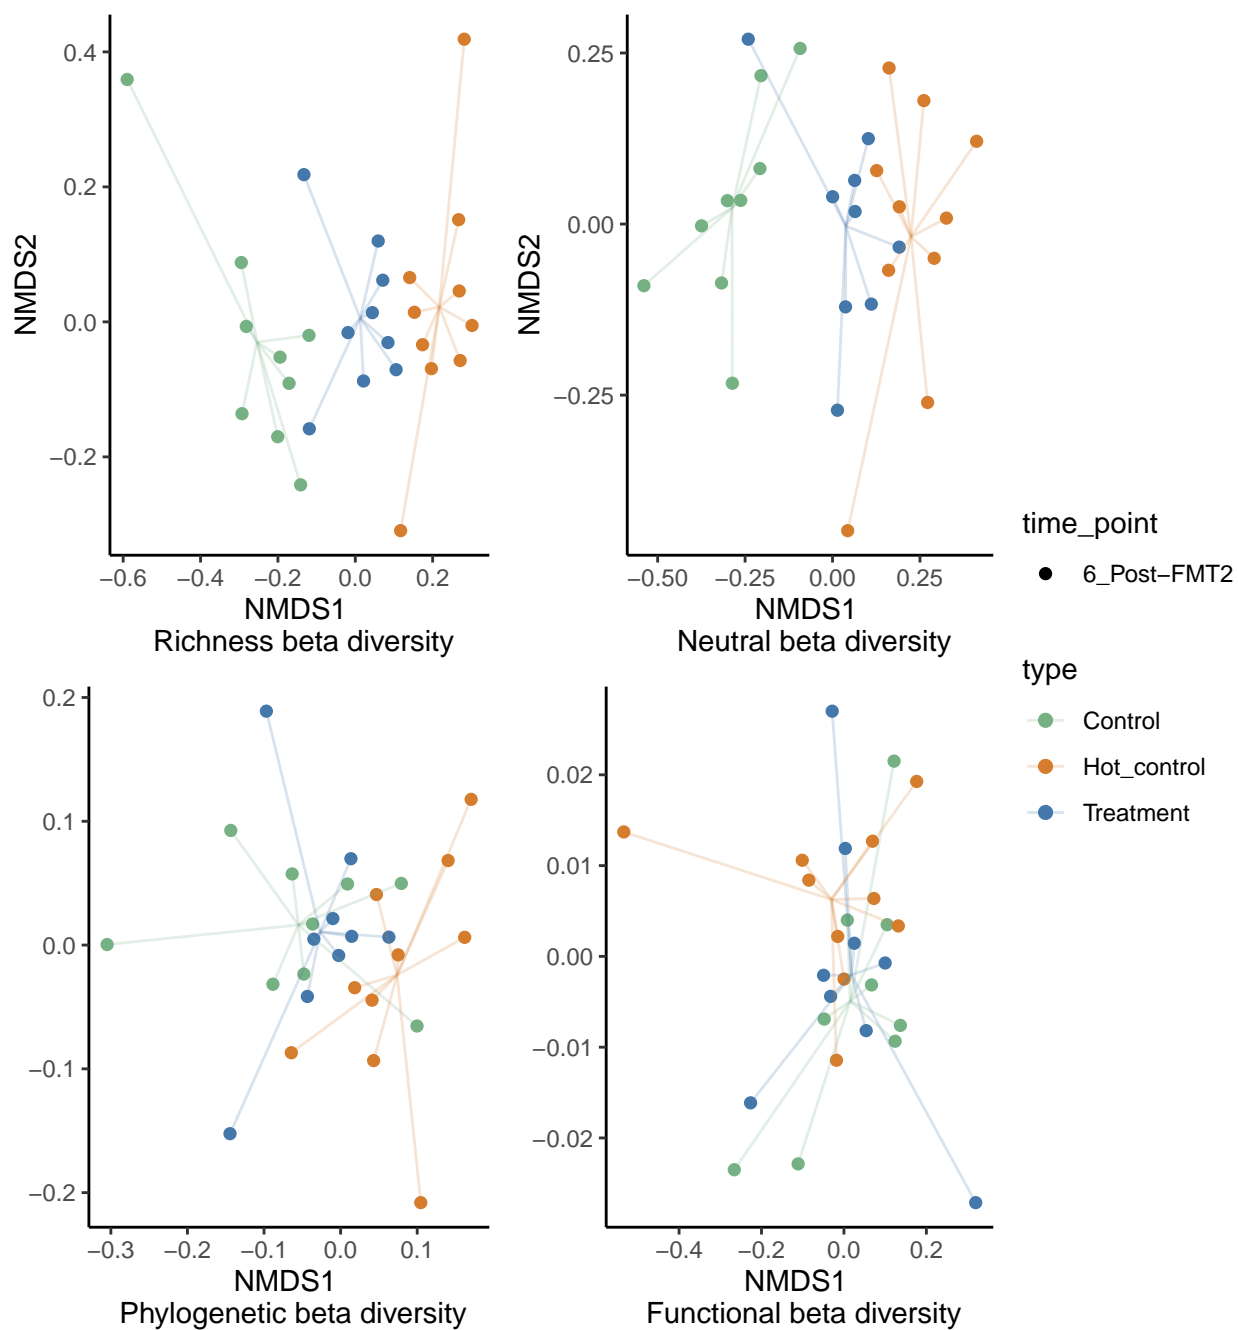 0.4
0.2
0.0
−0.2
NMDS2
−0.6
−0.4
−0.2
0.0
0.2
NMDS1
Richness beta diversity
0.25
0.00
−0.25
NMDS2
−0.50
−0.25
0.00
0.25
NMDS1
Neutral beta diversity
time_point
6_Post−FMT2
type
Control
Hot_control
Treatment
0.2
0.1
0.0
−0.1
−0.2
−0.3
−0.2
−0.1
0.0
0.1
NMDS1
Phylogenetic beta diversity
0.02
0.01
0.00
−0.01
−0.02
−0.4
−0.2
0.0
0.2
NMDS1
Functional beta diversity